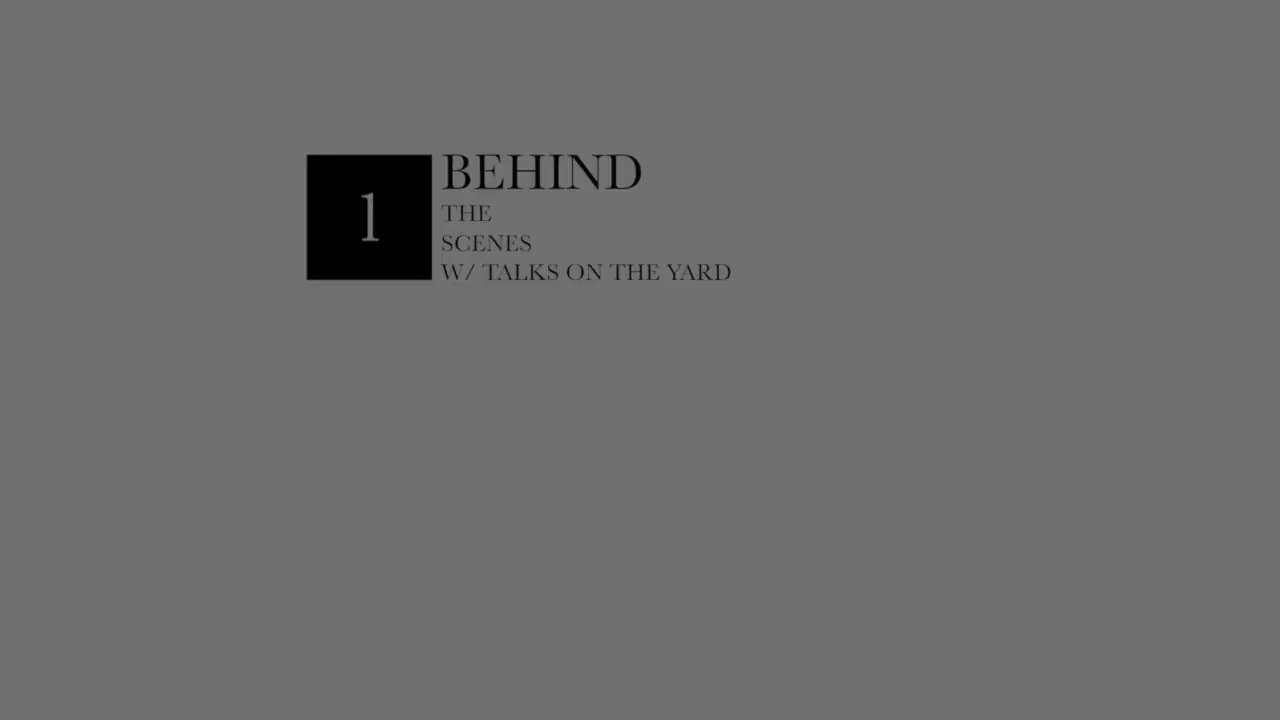 1
BEHIND
THE
SCENES
W/ TALKS ON THE YARD